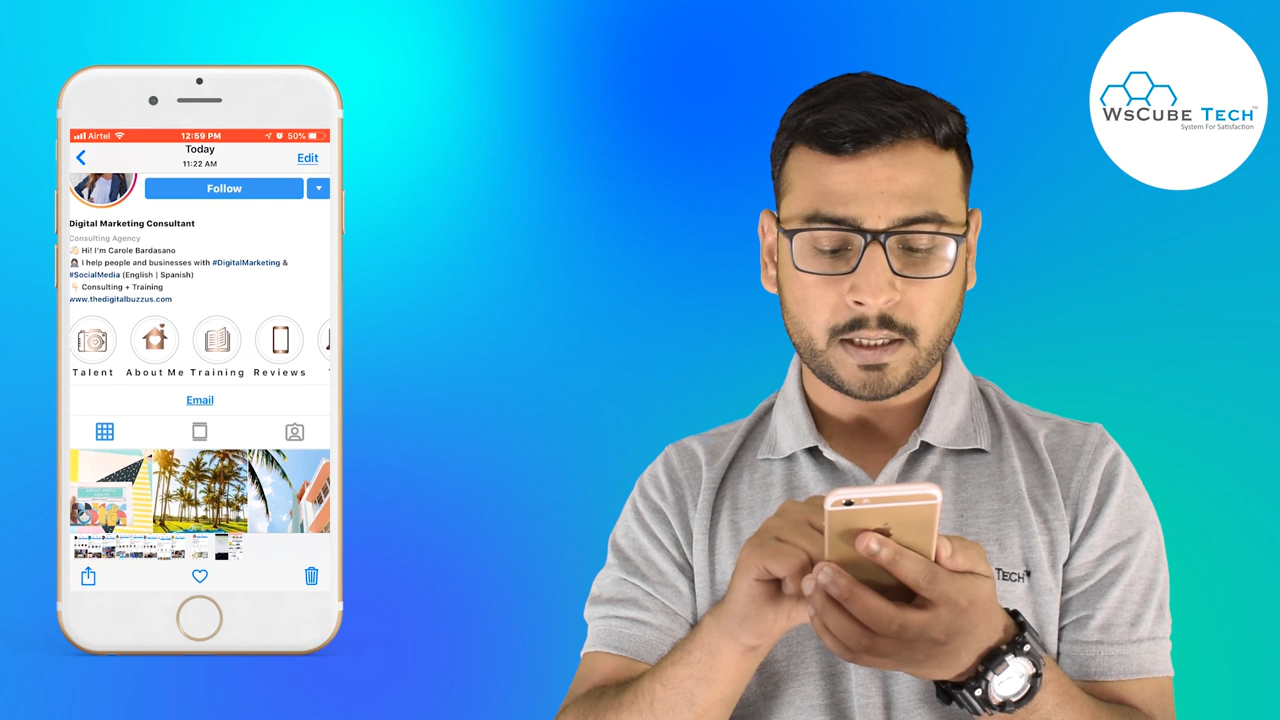 Airtel 12:59 PM 50%
Today
11:22 AM
Edit
Follow
Digital Marketing Consultant
Consulting Agency
Hi! I'm Carole Bardasano
I help people and businesses with #DigitalMarketing &
#SocialMedia (English | Spanish)
Consulting + Training
www.thedigitalbuzzus.com
Talent About Me Training Reviews
Email
WsCube Tech™
System For Satisfaction
Tech™